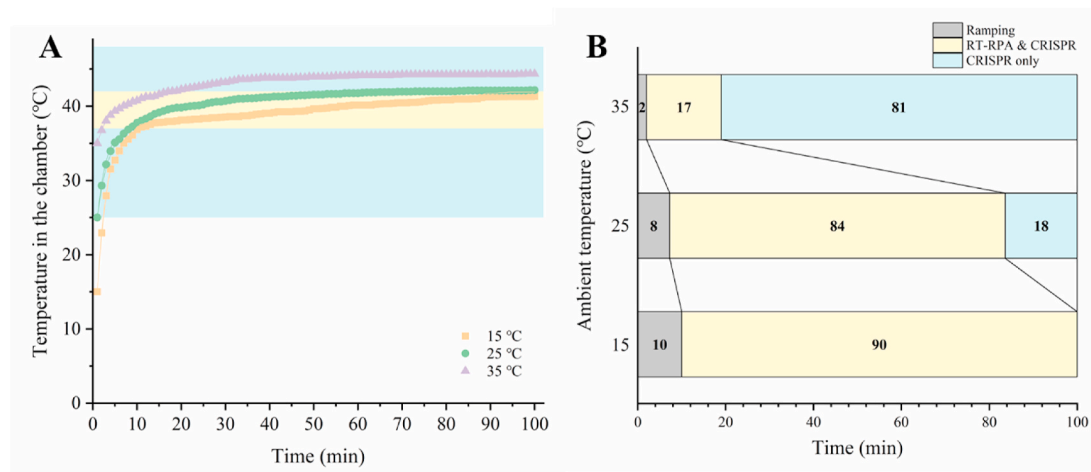 A
Temperature in the chamber (℃)
40
30
20
10
0
0 10 20 30 40 50 60 70 80 90 100
Time (min)
15 ℃
25 ℃
35 ℃
B
Ramping
RT-RPA & CRISPR
CRISPR only
Ambient temperature (℃)
35
2 17 81
25
8 84 18
15
10 90
0 20 40 60 80 100
Time (min)